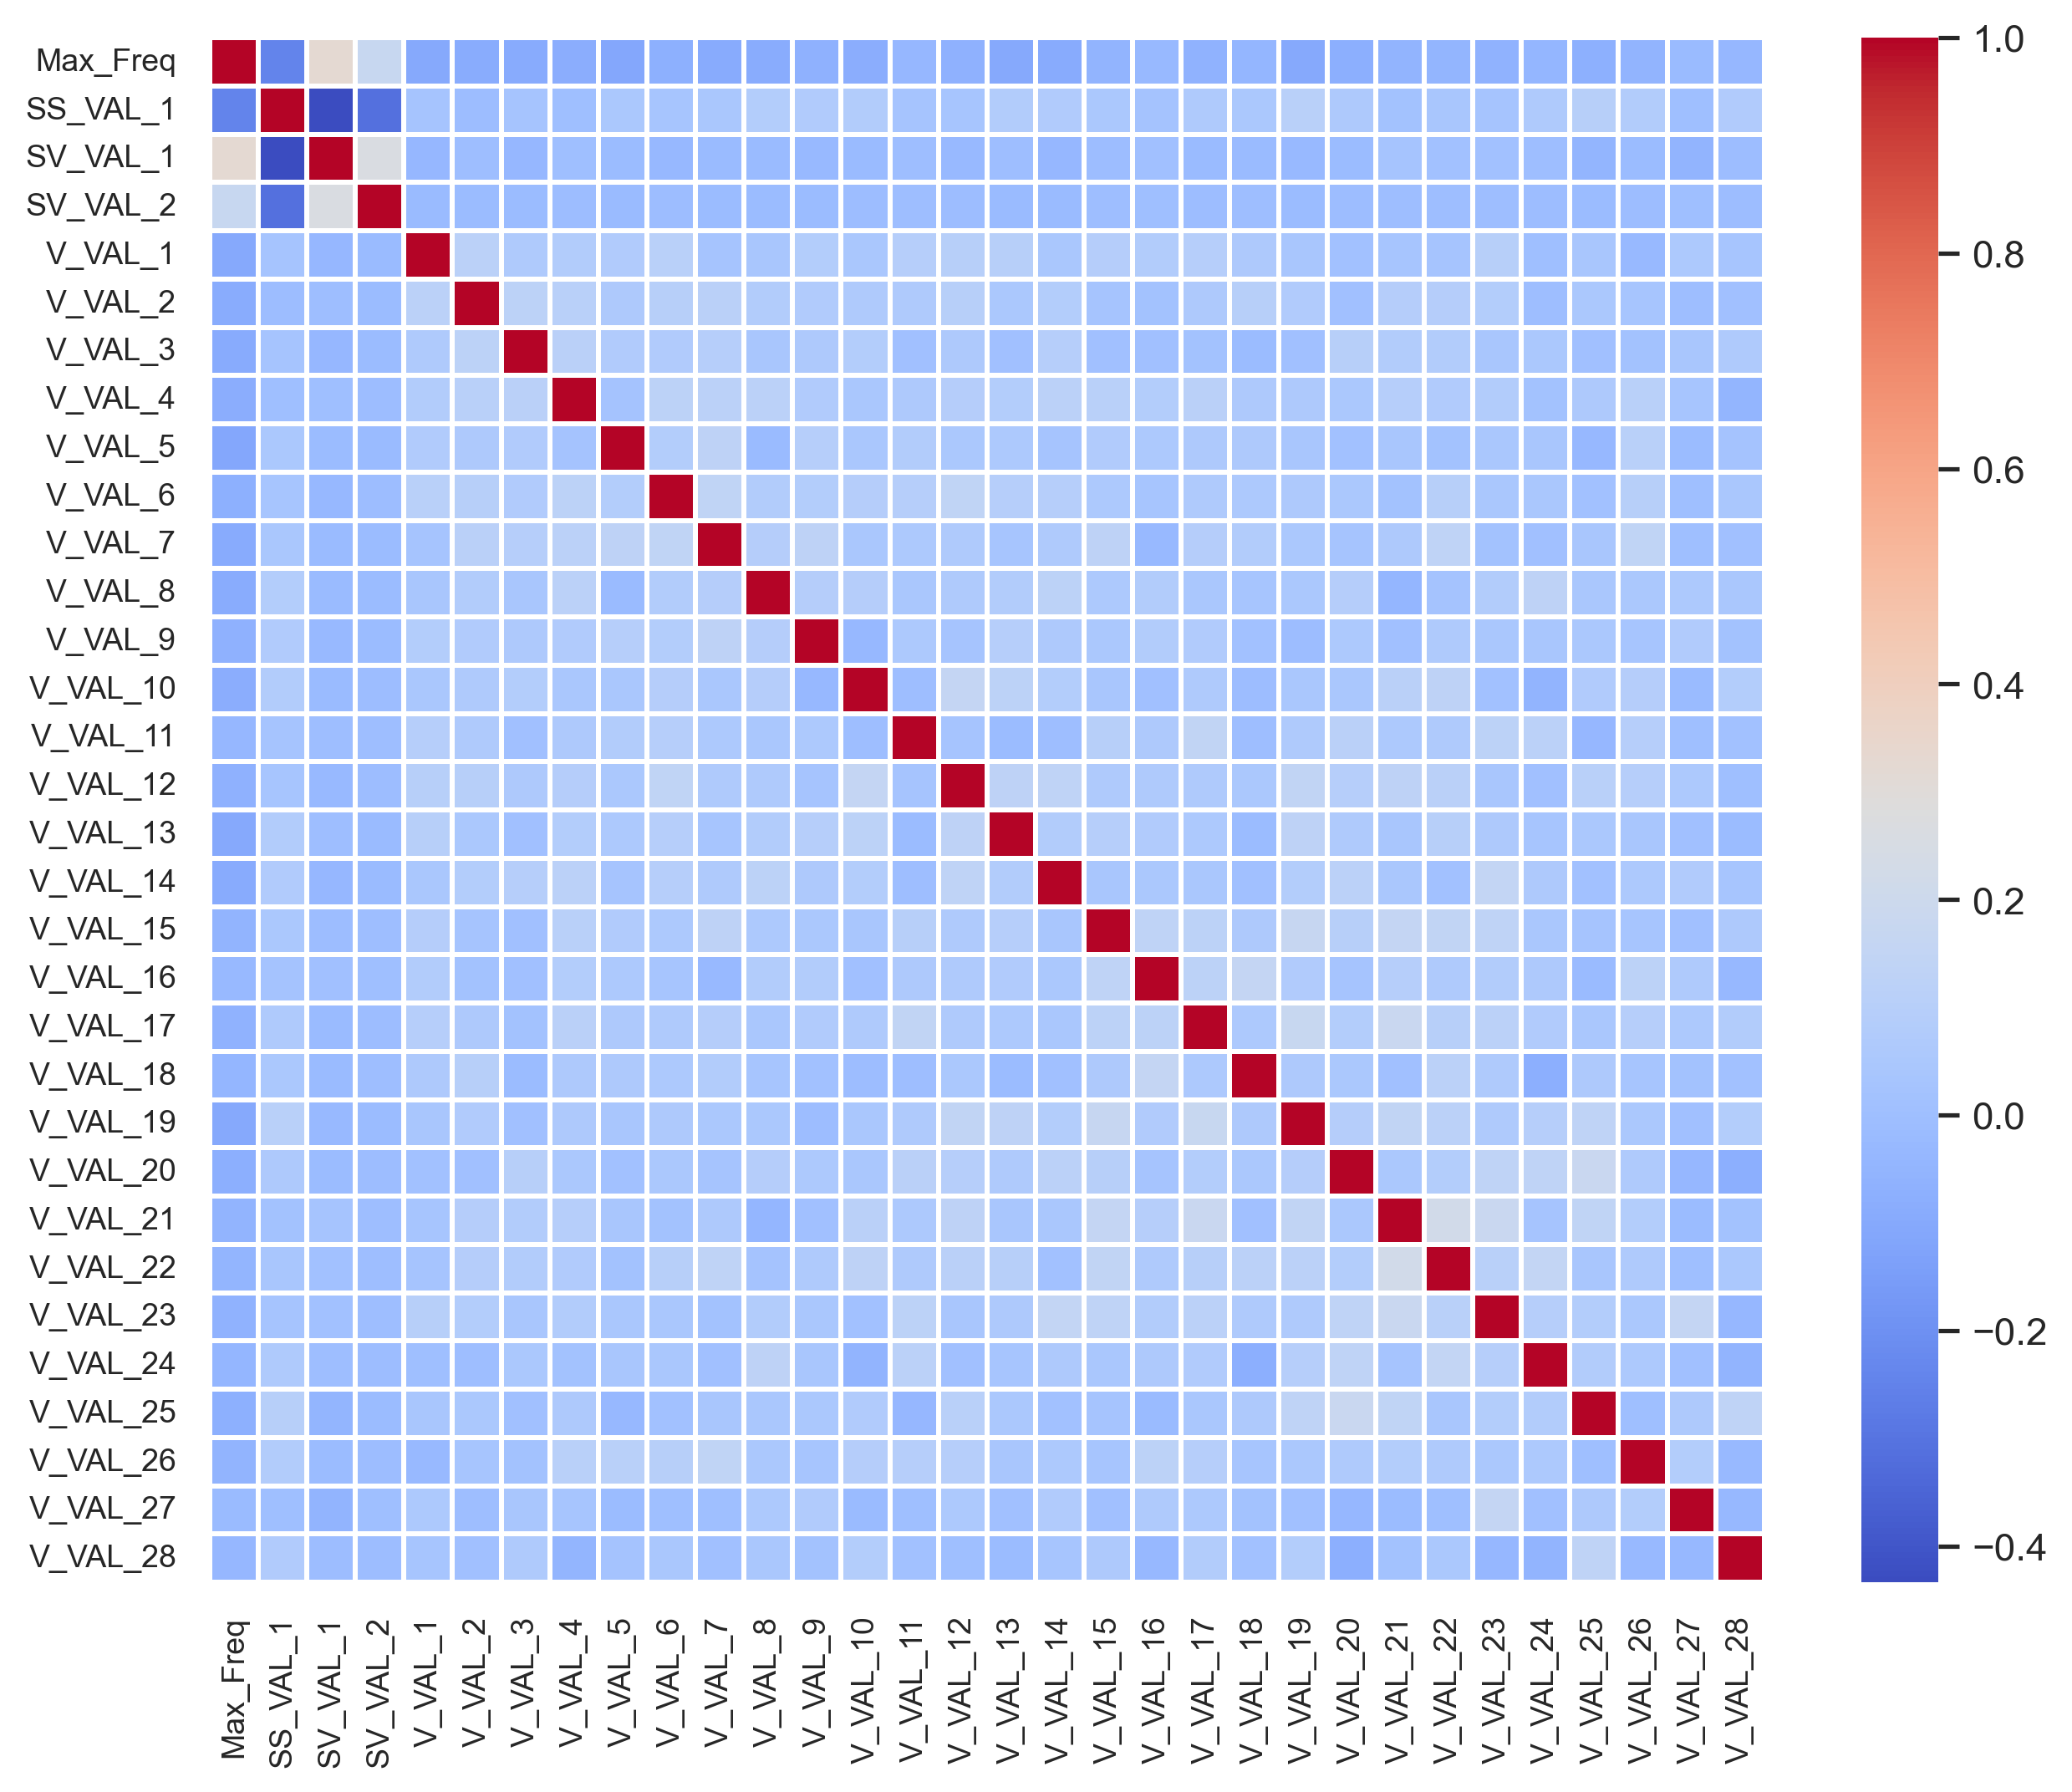 Max_Freq
SS_VAL_1
SV_VAL_1
SV_VAL_2
V_VAL_1
V_VAL_2
V_VAL_3
V_VAL_4
V_VAL_5
V_VAL_6
V_VAL_7
V_VAL_8
V_VAL_9
V_VAL_10
V_VAL_11
V_VAL_12
V_VAL_13
V_VAL_14
V_VAL_15
V_VAL_16
V_VAL_17
V_VAL_18
V_VAL_19
V_VAL_20
V_VAL_21
V_VAL_22
V_VAL_23
V_VAL_24
V_VAL_25
V_VAL_26
V_VAL_27
V_VAL_28
Max_Freq
SS_VAL_1
SV_VAL_1
SV_VAL_2
V_VAL_1
V_VAL_2
V_VAL_3
V_VAL_4
V_VAL_5
V_VAL_6
V_VAL_7
V_VAL_8
V_VAL_9
V_VAL_10
V_VAL_11
V_VAL_12
V_VAL_13
V_VAL_14
V_VAL_15
V_VAL_16
V_VAL_17
V_VAL_18
V_VAL_19
V_VAL_20
V_VAL_21
V_VAL_22
V_VAL_23
V_VAL_24
V_VAL_25
V_VAL_26
V_VAL_27
V_VAL_28
1.0
0.8
0.6
0.4
0.2
0.0
−0.2
−0.4